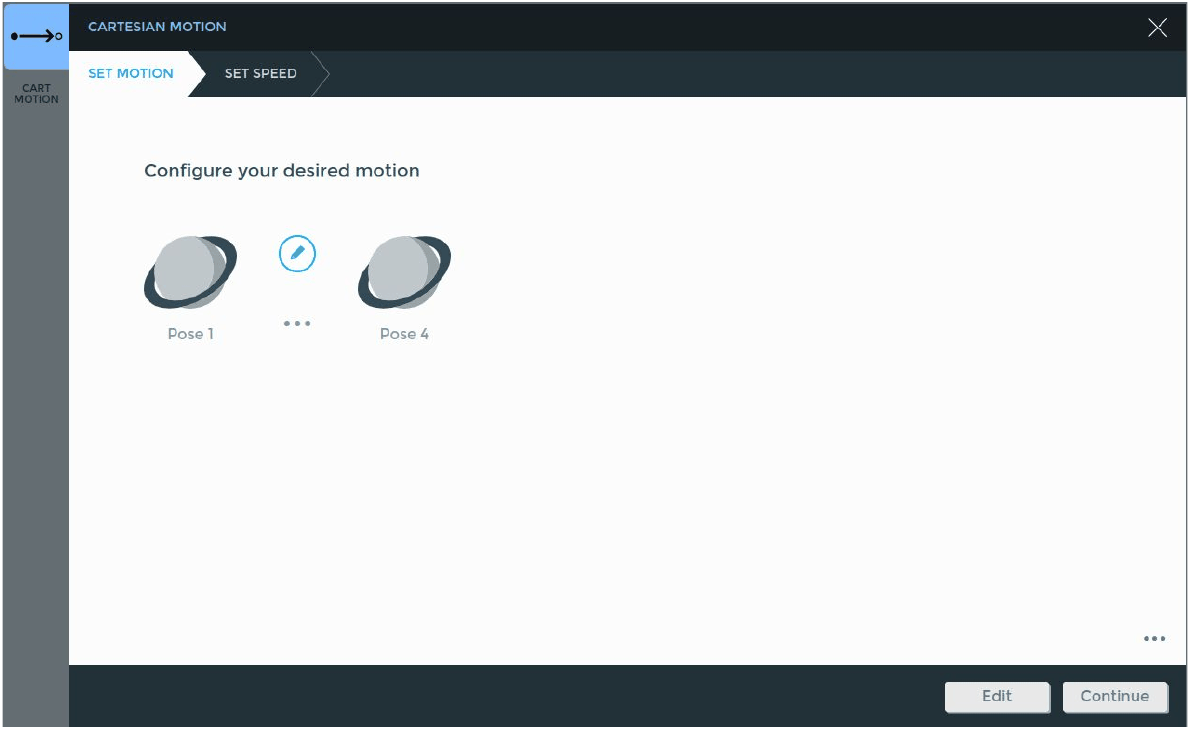 CARTESIAN MOTION
SET MOTION
SET SPEED
CART
MOTION
Configure your desired motion
Pose 1
Pose 4
Edit
Continue